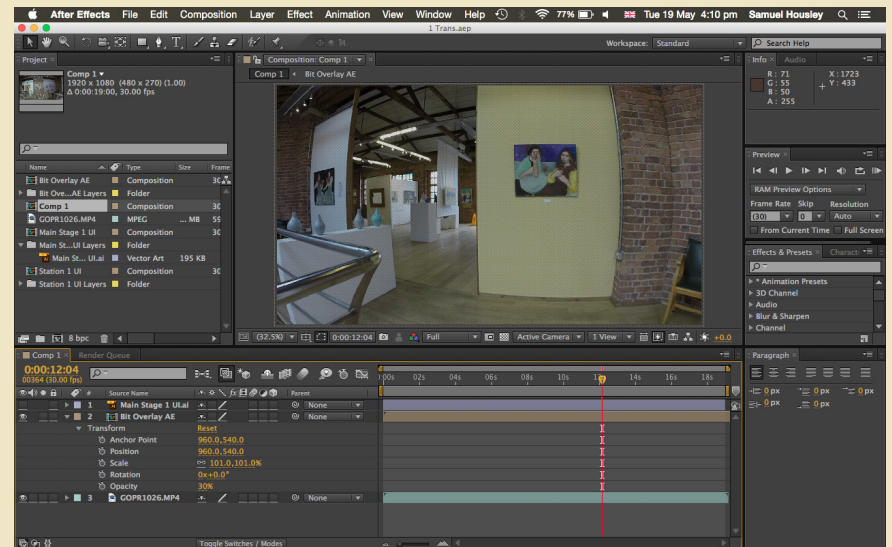 After Effects File Edit Composition Layer Effect Animation View Window Help 77% Tue 19 May 4:10 pm Samuel Housley
1 Trans.aep
Workspace: Standard Search Help
Project
Comp 1
1920 x 1080 (480 x 270) (1.00)
Δ 0:00:19:00, 30.00 fps
Name Type Size Frame
Bit Overlay AE Composition 30
Bit Ove...AE Layers Folder
Comp 1 Composition 30
GOPR1026.MP4 MPEG ... MB 59
Main Stage 1 UI Composition 30
Main St...UI Layers Folder
Main St... UI.ai Vector Art 195 KB
Station 1 UI Composition 30
Station 1 UI Layers Folder
8 bpc
Composition: Comp 1
Comp 1 Bit Overlay AE
(32.5%) 0:00:12:04 Full Active Camera 1 View +0.0
Info Audio
R: 71 X: 1723
G: 55 Y: 433
B: 50
A: 255
Preview
RAM Preview Options
Frame Rate Skip Resolution
(30) 0 Auto
From Current Time Full Screen
Effects & Presets Characte
* Animation Presets
3D Channel
Audio
Blur & Sharpen
Channel
Comp 1 Render Queue
0:00:12:04
00364 (30.00 fps)
:00s 02s 04s 06s 08s 10s 14s 16s 18s
# Source Name Parent
1 Main Stage 1 UI.ai None
2 Bit Overlay AE None
Transform Reset
Anchor Point 960.0,540.0
Position 960.0,540.0
Scale 101.0,101.0%
Rotation 0x+0.0°
Opacity 30%
3 GOPR1026.MP4 None
Toggle Switches / Modes
Paragraph
0 px 0 px 0 px
0 px 0 px